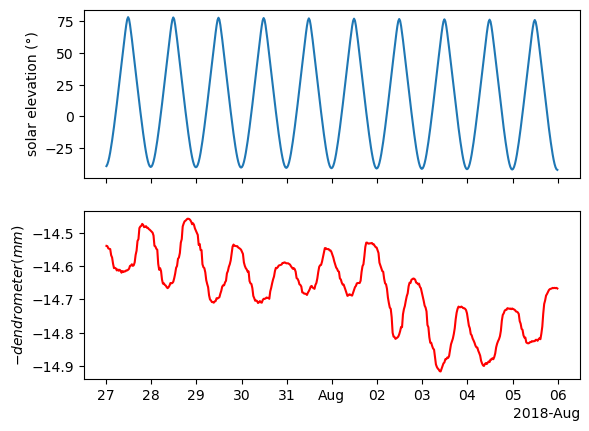 solar elevation (°)
75
50
25
0
−25
−dendrometer(mm)
−14.5
−14.6
−14.7
−14.8
−14.9
27 28 29 30 31 Aug 02 03 04 05 06
2018-Aug